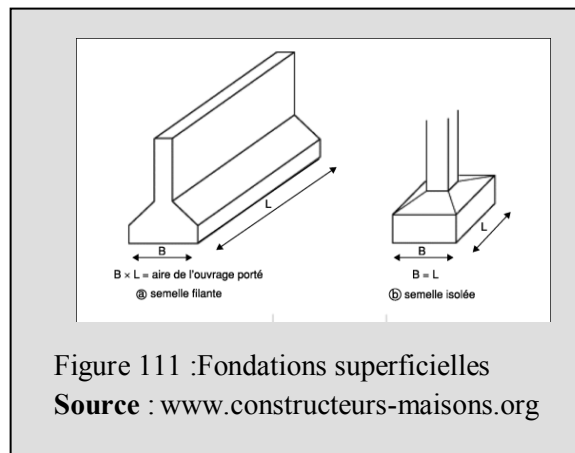 L
L
B
B
B × L = aire de l'ouvrage porté
B = L
ⓐ semelle filante
ⓑ semelle isolée
Figure 111 :Fondations superficielles
Source : www.constructeurs-maisons.org